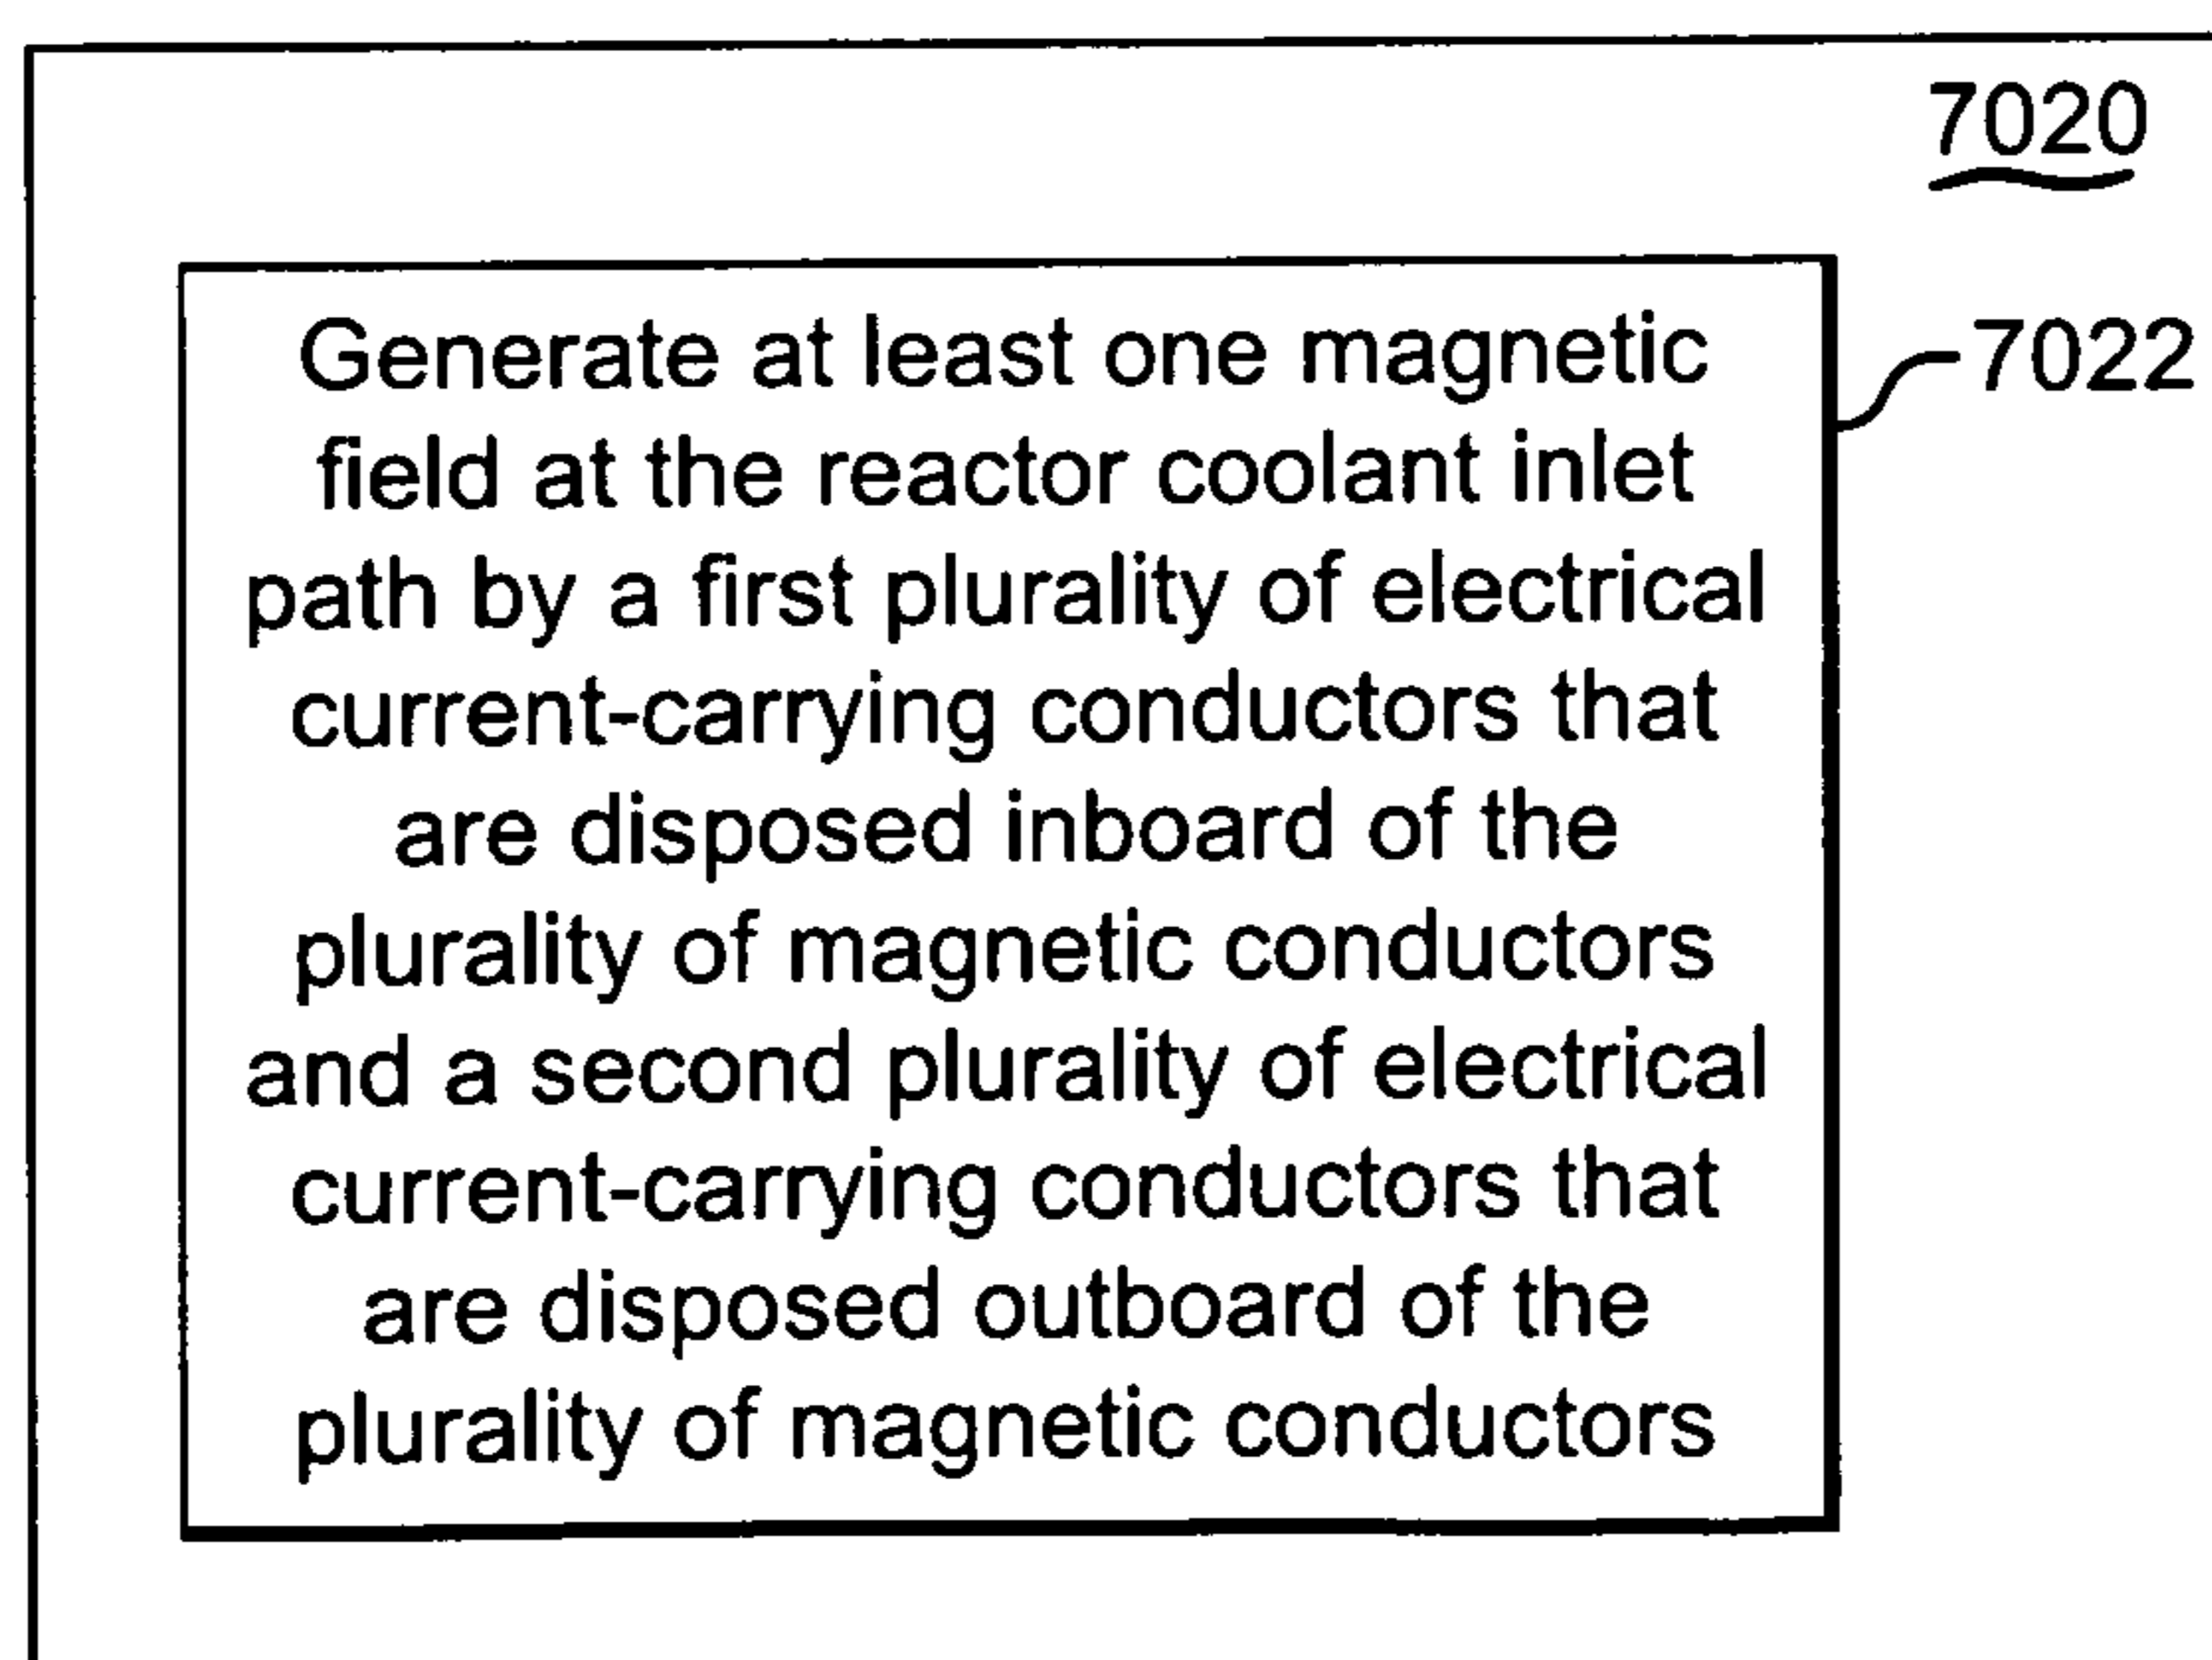 7020
Generate at least one magnetic
7022
field at the reactor coolant inlet
path by a first plurality of electrical
current-carrying conductors that
are disposed inboard of the
plurality of magnetic conductors
and a second plurality of electrical
current-carrying conductors that
are disposed outboard of the
plurality of magnetic conductors